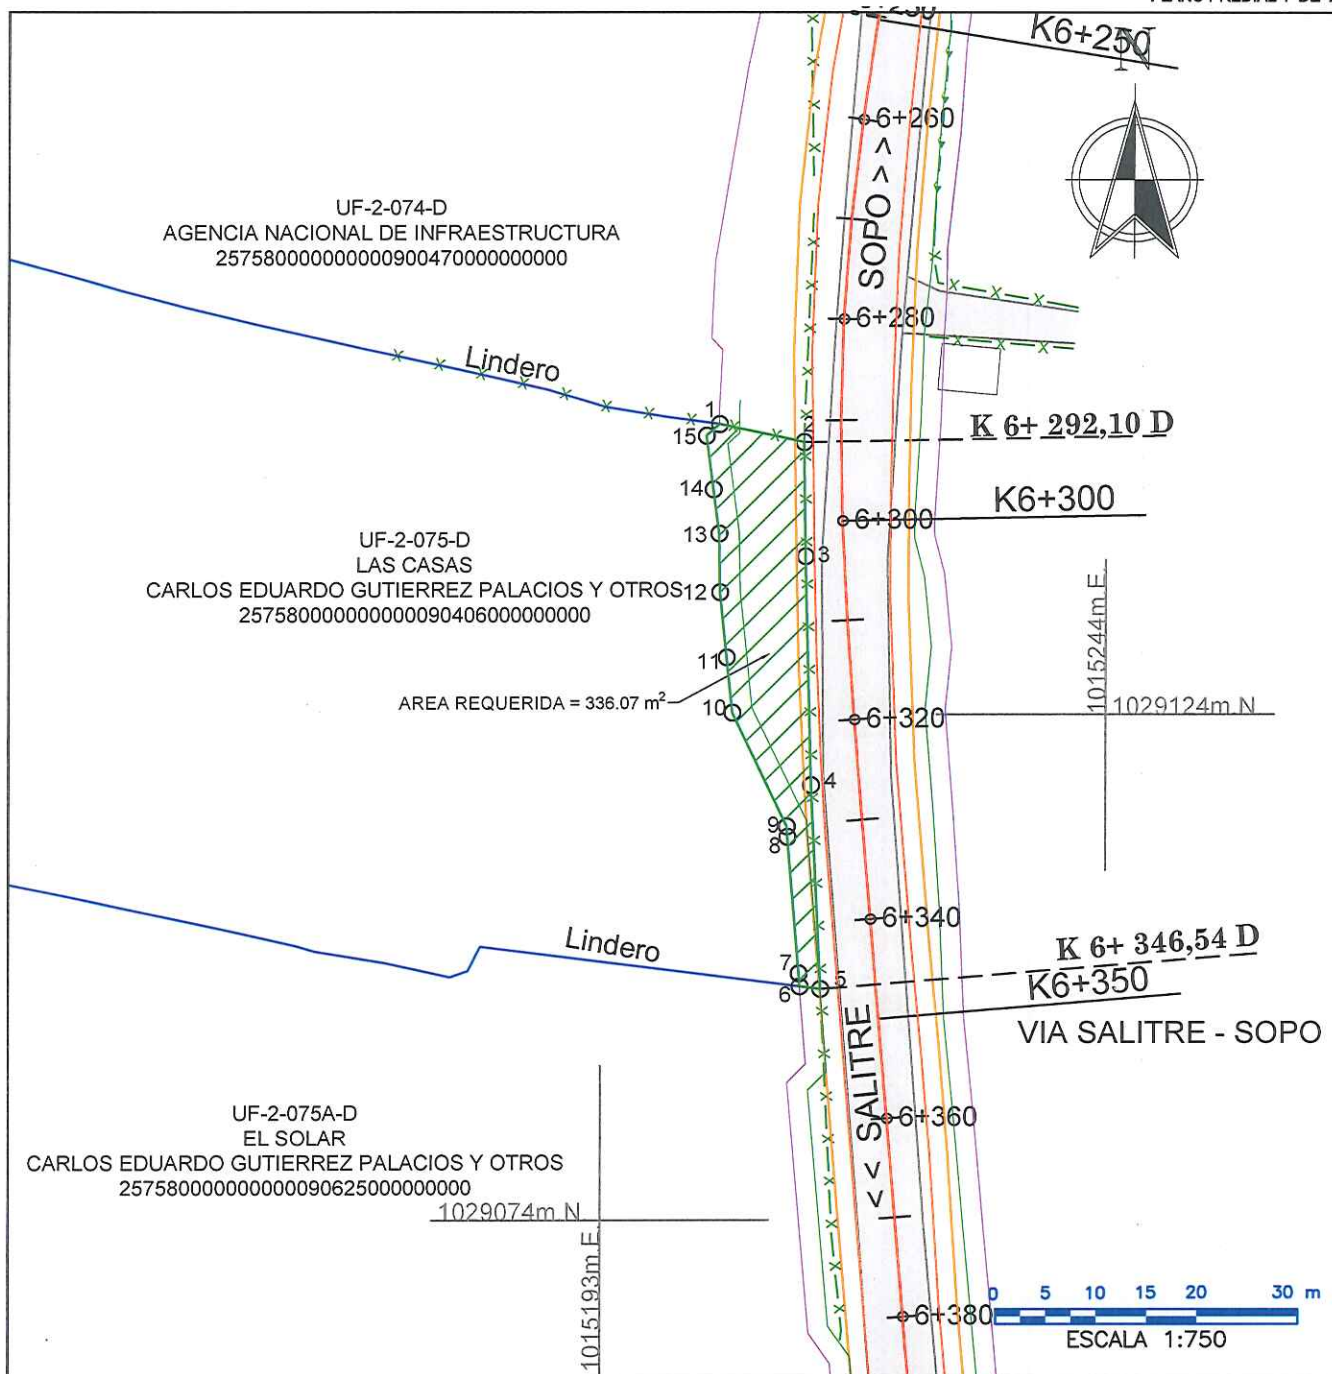 K6+250
N
6+260
SOPO > >
UF-2-074-D
AGENCIA NACIONAL DE INFRAESTRUCTURA
257580000000000900470000000000
6+280
Lindero
1
2
15
K 6+ 292,10 D
14
K6+300
6+300
13
3
UF-2-075-D
LAS CASAS
CARLOS EDUARDO GUTIERREZ PALACIOS Y OTROS
257580000000000090406000000000
12
11
1015244m.E.
AREA REQUERIDA = 336.07 m²
10
6+320
1029124m.N
4
9
8
6+340
Lindero
K 6+ 346,54 D
7
5
6
K6+350
VIA SALITRE - SOPO
< < SALITRE
6+360
UF-2-075A-D
EL SOLAR
CARLOS EDUARDO GUTIERREZ PALACIOS Y OTROS
257580000000000090625000000000
1029074m.N.
1015193m.E.
0 5 10 15 20 30 m
6+380
ESCALA 1:750